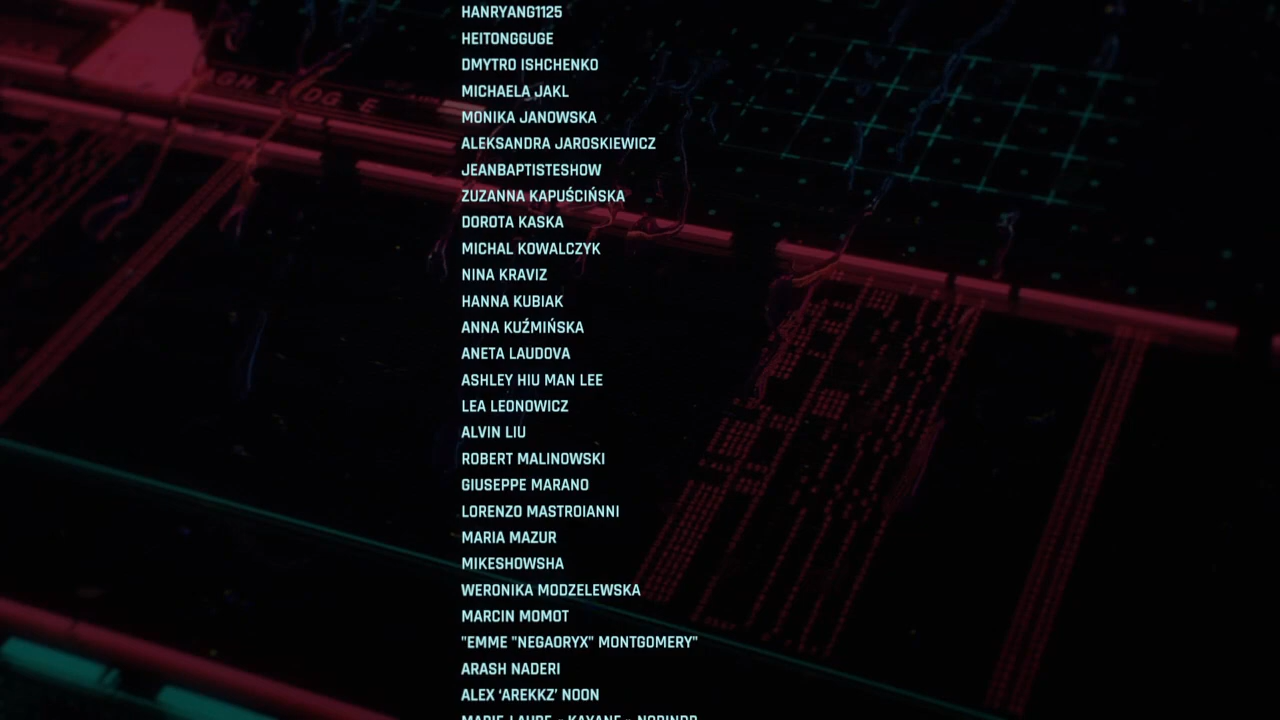 HANRYANG1125
HEITONGGUGE
DMYTRO ISHCHENKO
MICHAELA JAKL
MONIKA JANOWSKA
ALEKSANDRA JAROSKIEWICZ
JEANBAPTISTESHOW
ZUZANNA KAPUŚCIŃSKA
DOROTA KASKA
MICHAL KOWALCZYK
NINA KRAVIZ
HANNA KUBIAK
ANNA KUŹMIŃSKA
ANETA LAUDOVA
ASHLEY HIU MAN LEE
LEA LEONOWICZ
ALVIN LIU
ROBERT MALINOWSKI
GIUSEPPE MARANO
LORENZO MASTROIANNI
MARIA MAZUR
MIKESHOWSHA
WERONIKA MODZELEWSKA
MARCIN MOMOT
"EMME "NEGAORYX" MONTGOMERY"
ARASH NADERI
ALEX ‘AREKKZ’ NOON